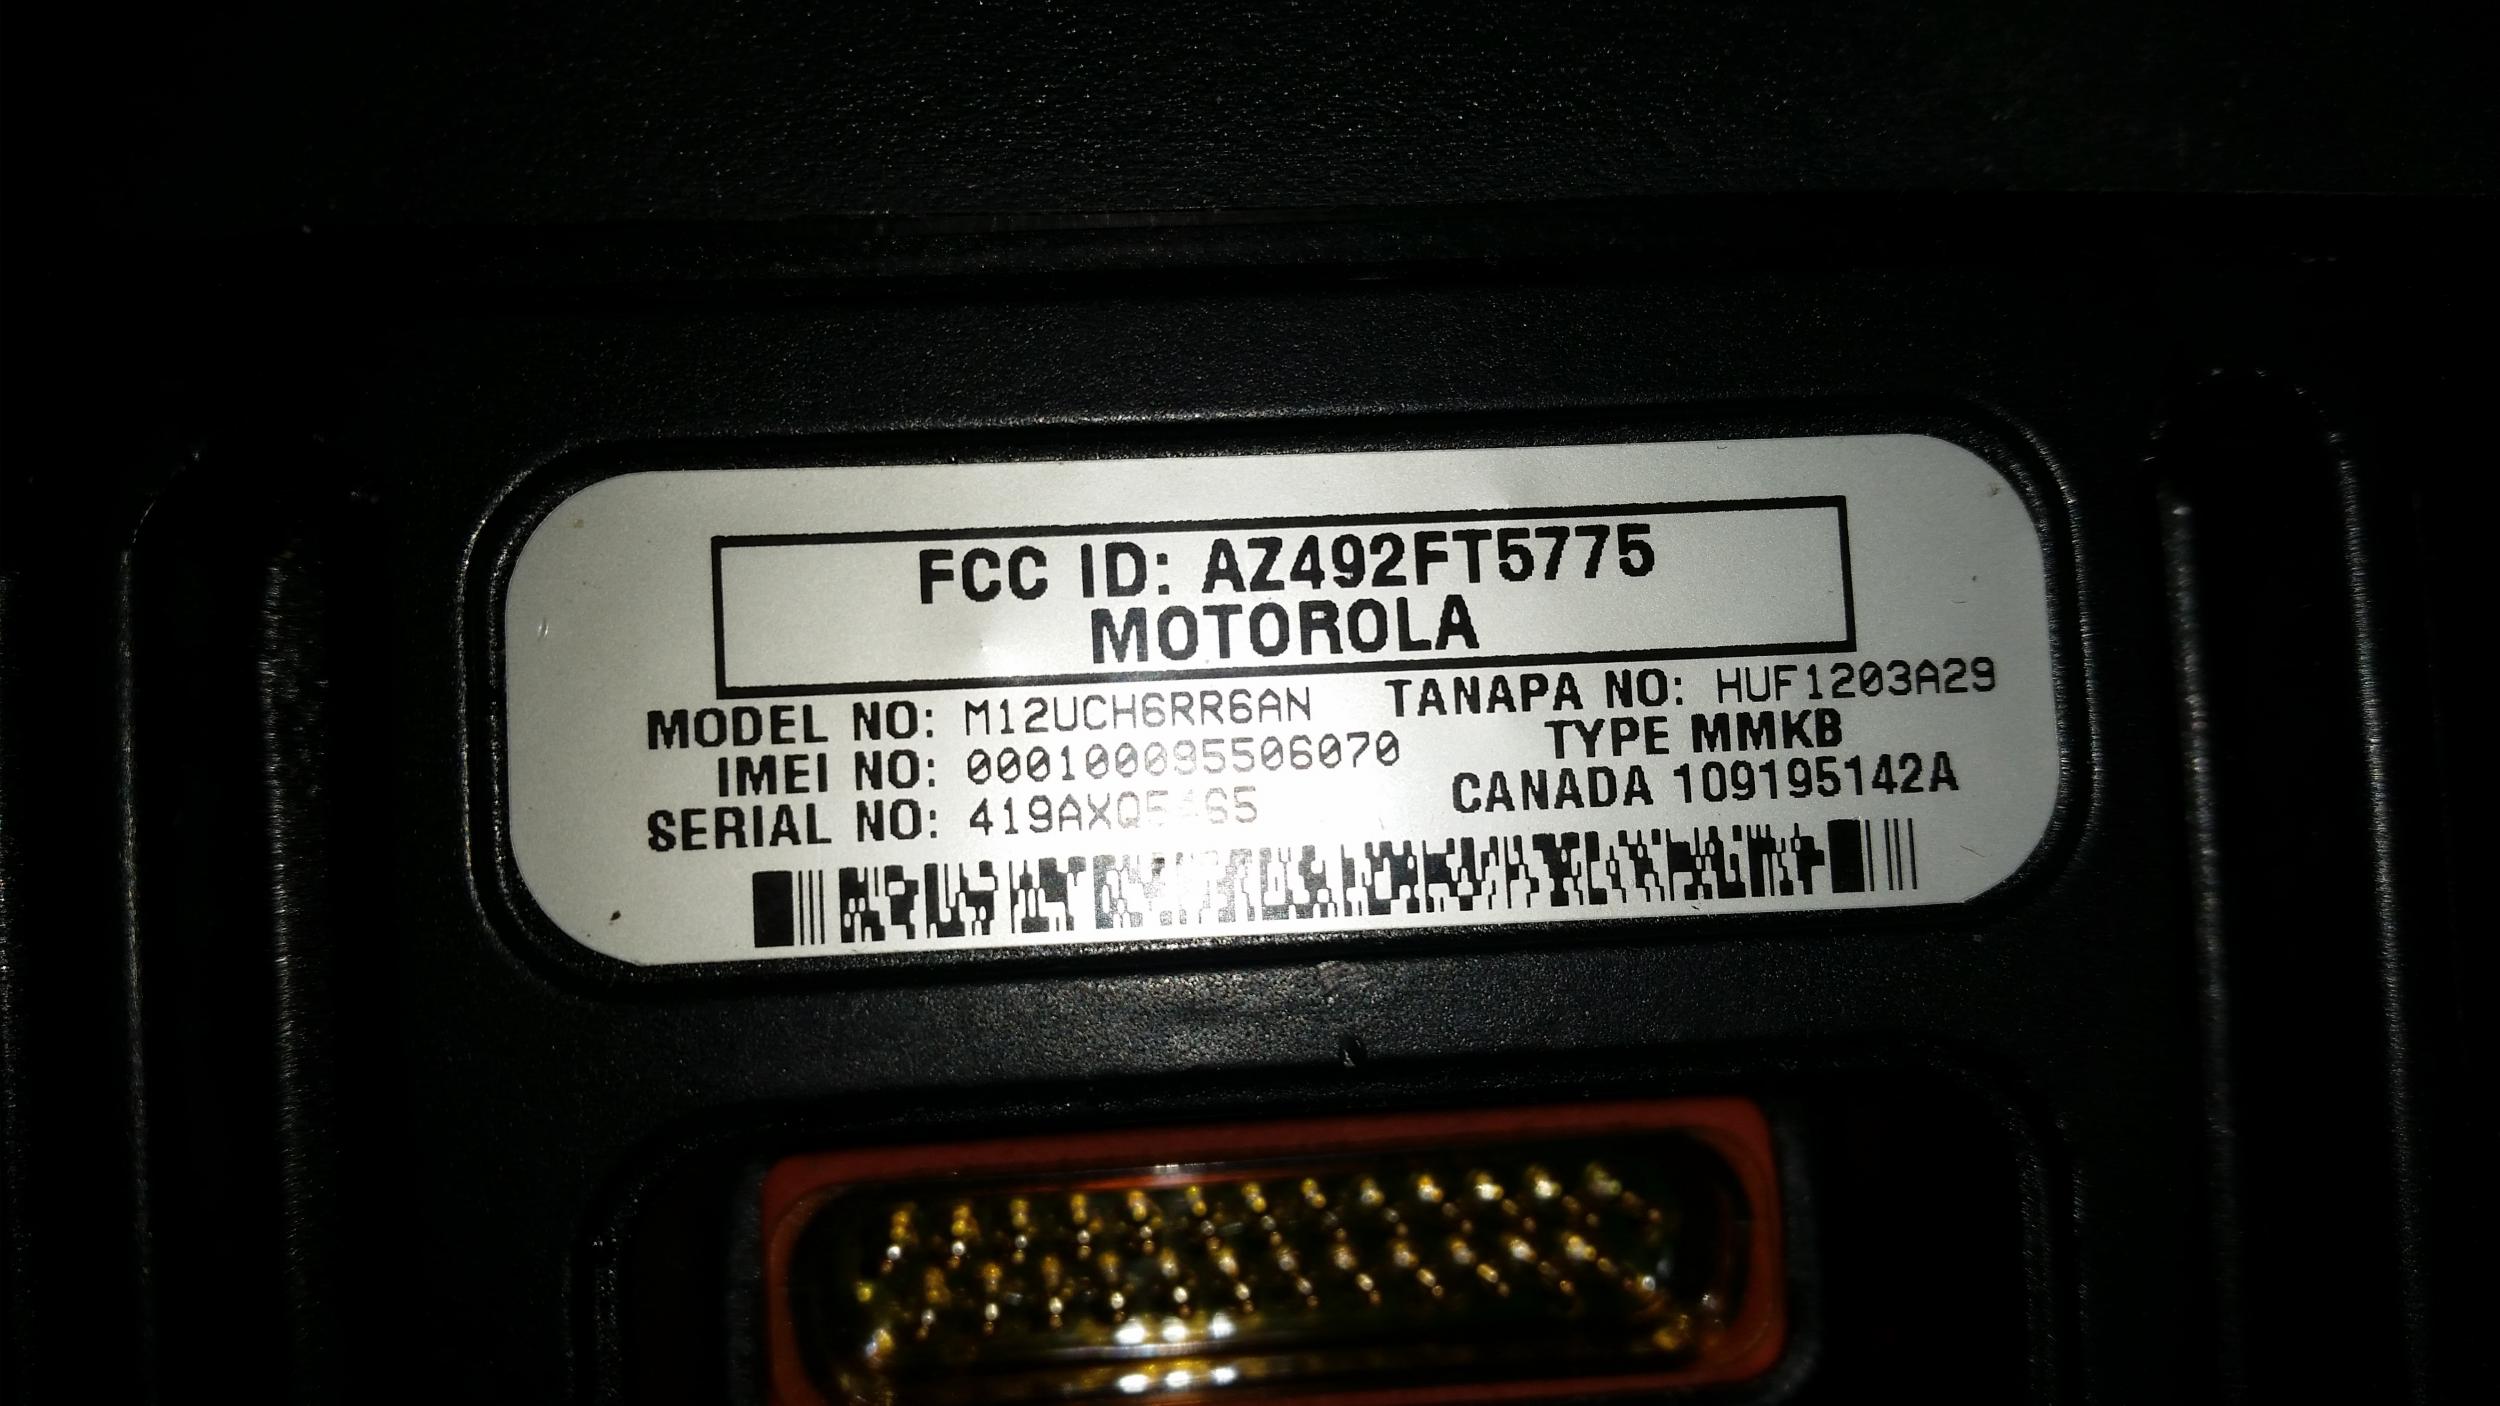 FCC ID: AZ492FT5775
MOTOROLA
MODEL NO: M12UCH6RR6AN TANAPA NO: HUF1203A29
IMEI NO: 000100095506070 TYPE MMKB
SERIAL NO: CANADA 109195142A